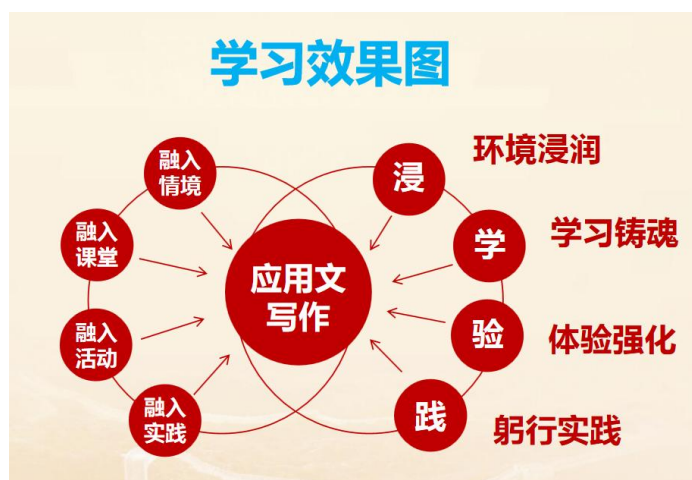 学习效果图
融入
情境
融入
课堂
融入
活动
融入
实践
应用文
写作
浸
环境浸润
学
学习铸魂
验
体验强化
践
躬行实践